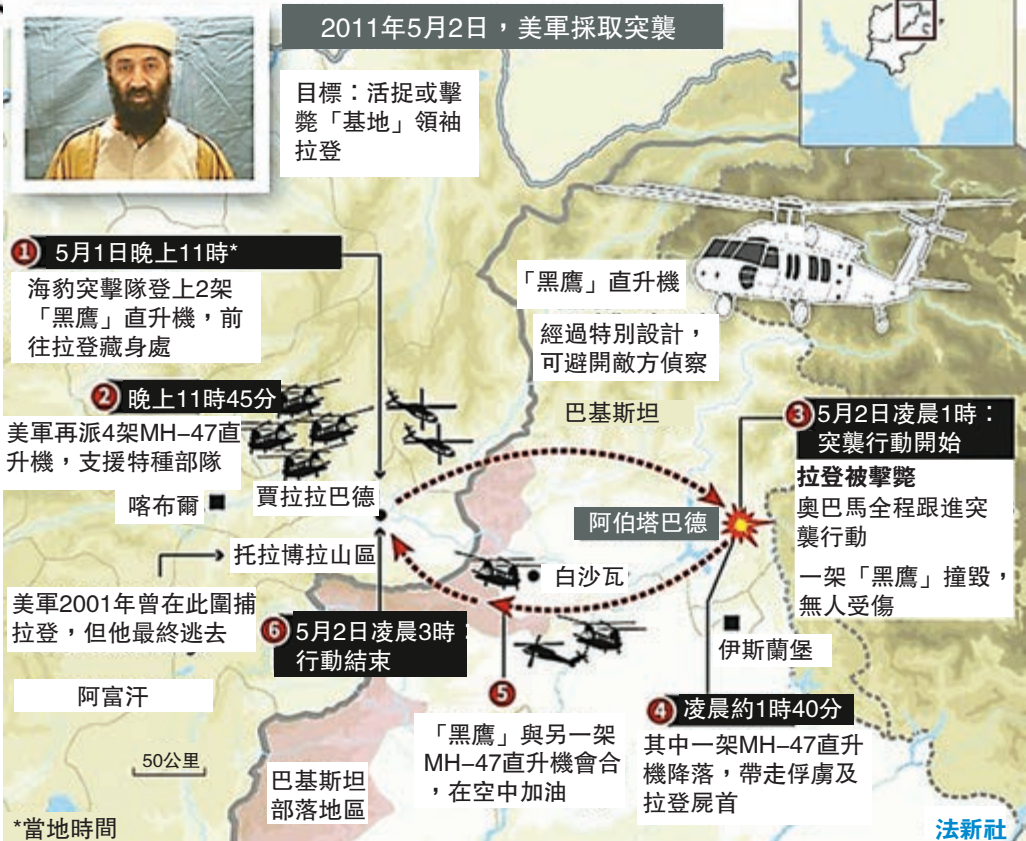 2011年5月2日，美軍採取突襲
目標：活捉或擊
斃「基地」領袖
拉登
1 5月1日晚上11時*
海豹突擊隊登上2架
「黑鷹」直升機，前
往拉登藏身處
2 晚上11時45分
美軍再派4架MH–47直
升機，支援特種部隊
「黑鷹」直升機
經過特別設計，
可避開敵方偵察
巴基斯坦
3 5月2日凌晨1時：
突襲行動開始
拉登被擊斃
奧巴馬全程跟進突
襲行動
一架「黑鷹」撞毀，
無人受傷
喀布爾
賈拉拉巴德
阿伯塔巴德
托拉博拉山區
白沙瓦
美軍2001年曾在此圍捕
拉登，但他最終逃去
6 5月2日凌晨3時：
行動結束
伊斯蘭堡
阿富汗
5
「黑鷹」與另一架
MH–47直升機會合
，在空中加油
4 凌晨約1時40分
其中一架MH–47直升
機降落，帶走俘虜及
拉登屍首
50公里
巴基斯坦
部落地區
*當地時間
法新社